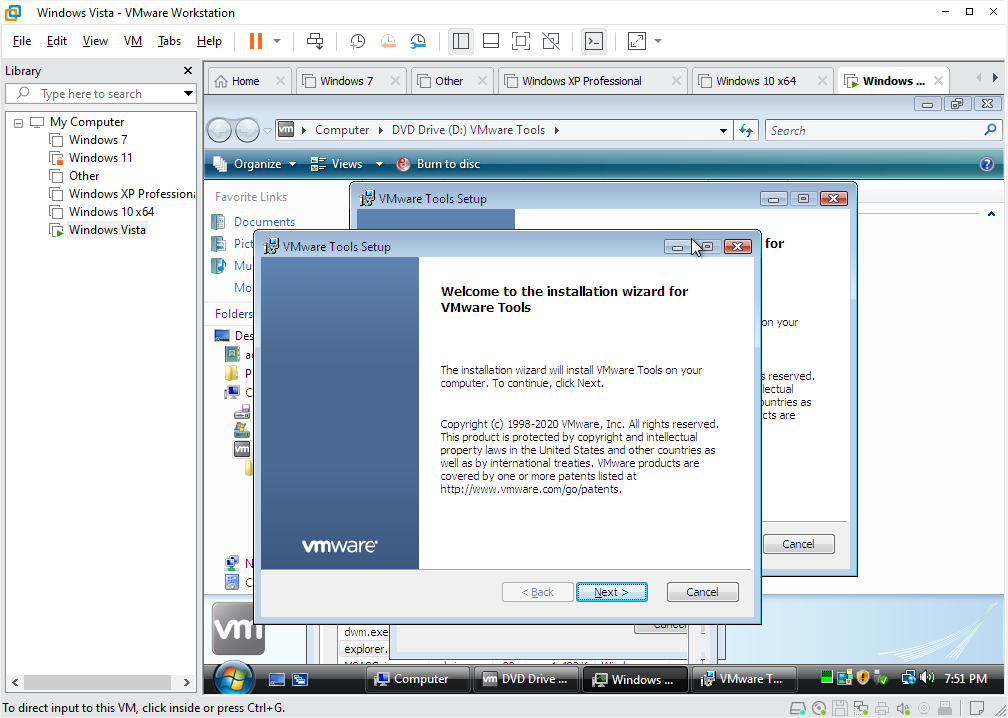 Windows Vista - VMware Workstation
File Edit View VM Tabs Help
Library
Type here to search
My Computer
Windows 7
Windows 11
Other
Windows XP Professiona
Windows 10 x64
Windows Vista
Home
Windows 7
Other
Windows XP Professional
Windows 10 x64
Windows ...
vm
Computer
DVD Drive (D:) VMware Tools
Search
Organize
Views
Burn to disc
Favorite Links
Documents
Pict
Mu
Mo
Folders
Des
VMware Tools Setup
for
on your
s reserved.
lectual
ountries as
cts are
Cancel
VMware Tools Setup
Welcome to the installation wizard for
VMware Tools
The installation wizard will install VMware Tools on your
computer. To continue, click Next.
Copyright (c) 1998-2020 VMware, Inc. All rights reserved.
This product is protected by copyright and intellectual
property laws in the United States and other countries as
well as by international treaties. VMware products are
covered by one or more patents listed at
http://www.vmware.com/go/patents.
vmware
< Back
Next >
Cancel
vm
dwm.exe
explorer.
Computer
DVD Drive ...
Windows ...
VMware T...
7:51 PM
To direct input to this VM, click inside or press Ctrl+G.